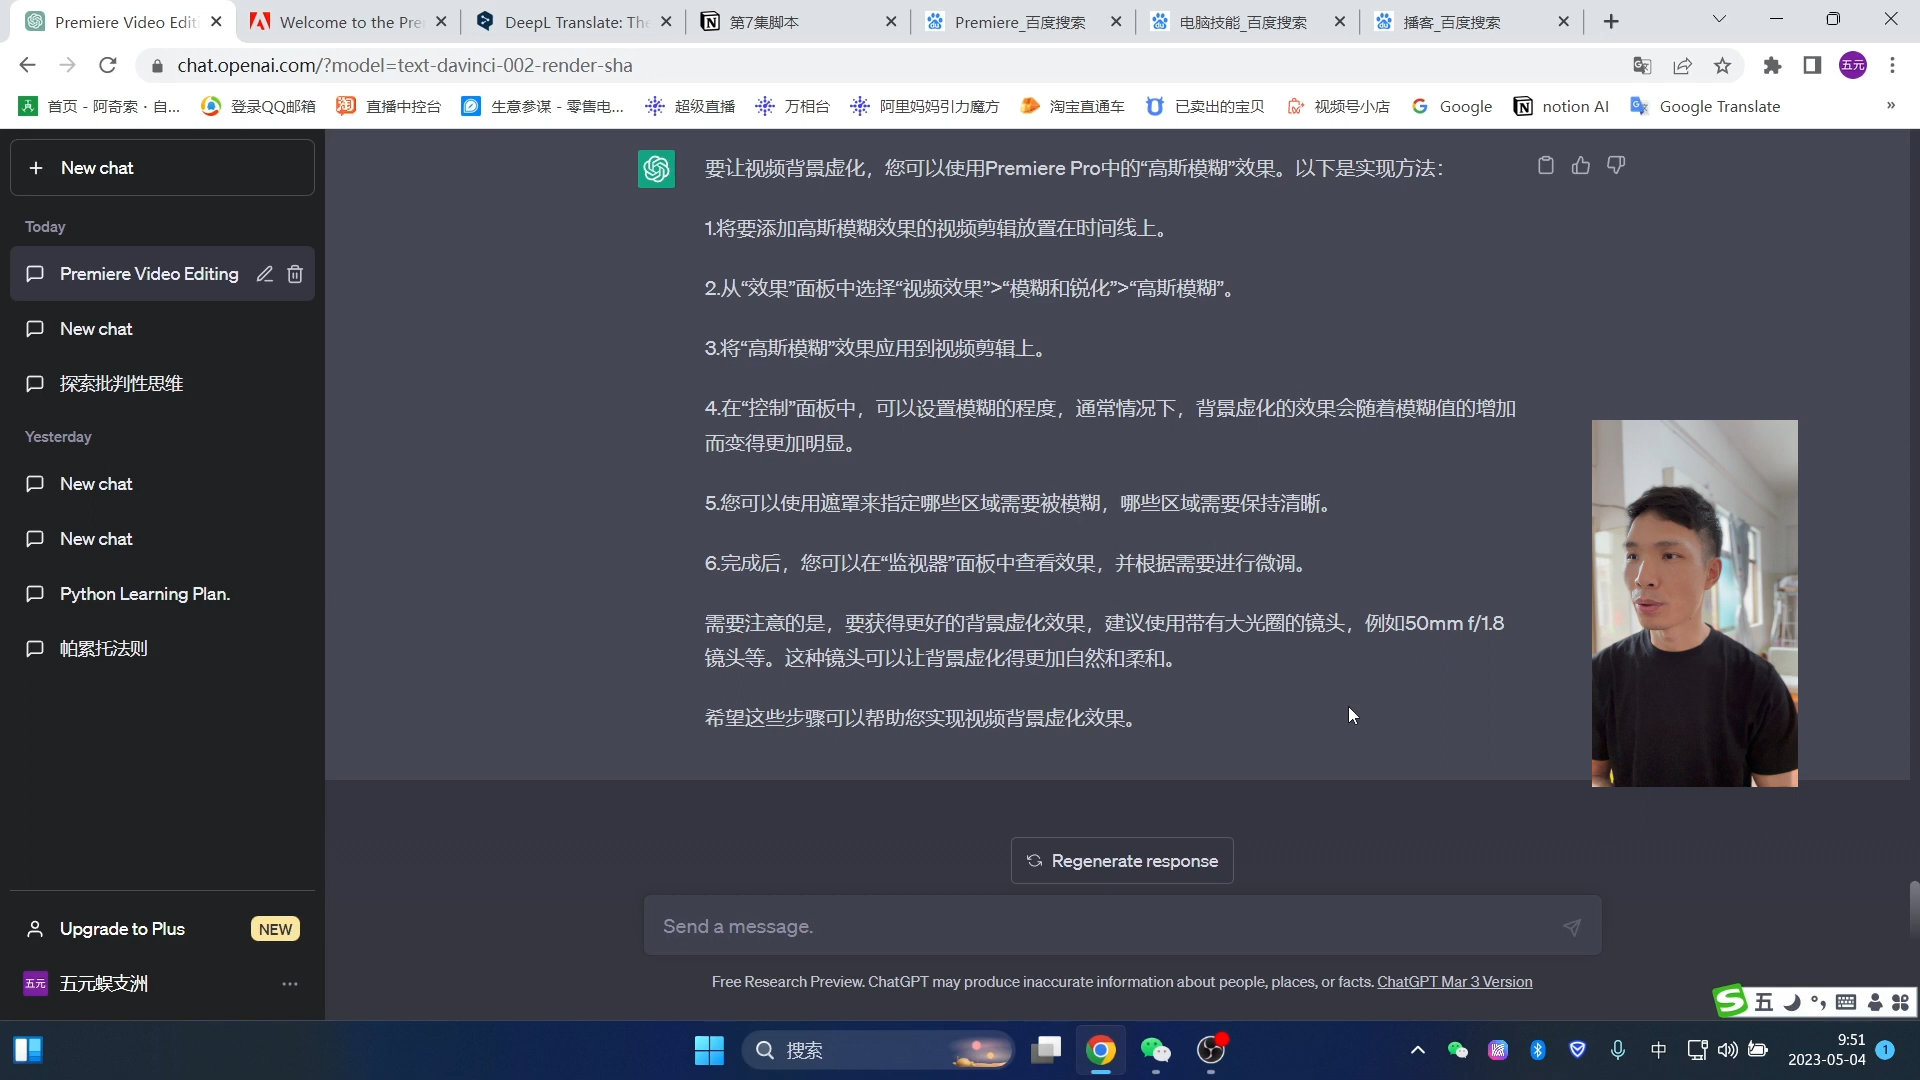 Premiere Video Editi
Welcome to the Pre
DeepL Translate: The
第7集脚本
Premiere_百度搜索
电脑技能_百度搜索
播客_百度搜索
chat.openai.com/?model=text-davinci-002-render-sha
五元
首页 - 阿奇索 · 自...
登录QQ邮箱
直播中控台
生意参谋 - 零售电...
超级直播
万相台
阿里妈妈引力魔方
淘宝直通车
已卖出的宝贝
视频号小店
Google
notion AI
Google Translate
»
+ New chat
Today
Premiere Video Editing
New chat
探索批判性思维
Yesterday
New chat
New chat
Python Learning Plan.
帕累托法则
Upgrade to Plus NEW
五元 五元蜈支洲 ...
要让视频背景虚化，您可以使用Premiere Pro中的“高斯模糊”效果。以下是实现方法：
1.将要添加高斯模糊效果的视频剪辑放置在时间线上。
2.从“效果”面板中选择“视频效果”>“模糊和锐化”>“高斯模糊”。
3.将“高斯模糊”效果应用到视频剪辑上。
4.在“控制”面板中，可以设置模糊的程度，通常情况下，背景虚化的效果会随着模糊值的增加
而变得更加明显。
5.您可以使用遮罩来指定哪些区域需要被模糊，哪些区域需要保持清晰。
6.完成后，您可以在“监视器”面板中查看效果，并根据需要进行微调。
需要注意的是，要获得更好的背景虚化效果，建议使用带有大光圈的镜头，例如50mm f/1.8
镜头等。这种镜头可以让背景虚化得更加自然和柔和。
希望这些步骤可以帮助您实现视频背景虚化效果。
Regenerate response
Send a message.
Free Research Preview. ChatGPT may produce inaccurate information about people, places, or facts. ChatGPT Mar 3 Version
S 五
搜索
中
9:51
2023-05-04
1